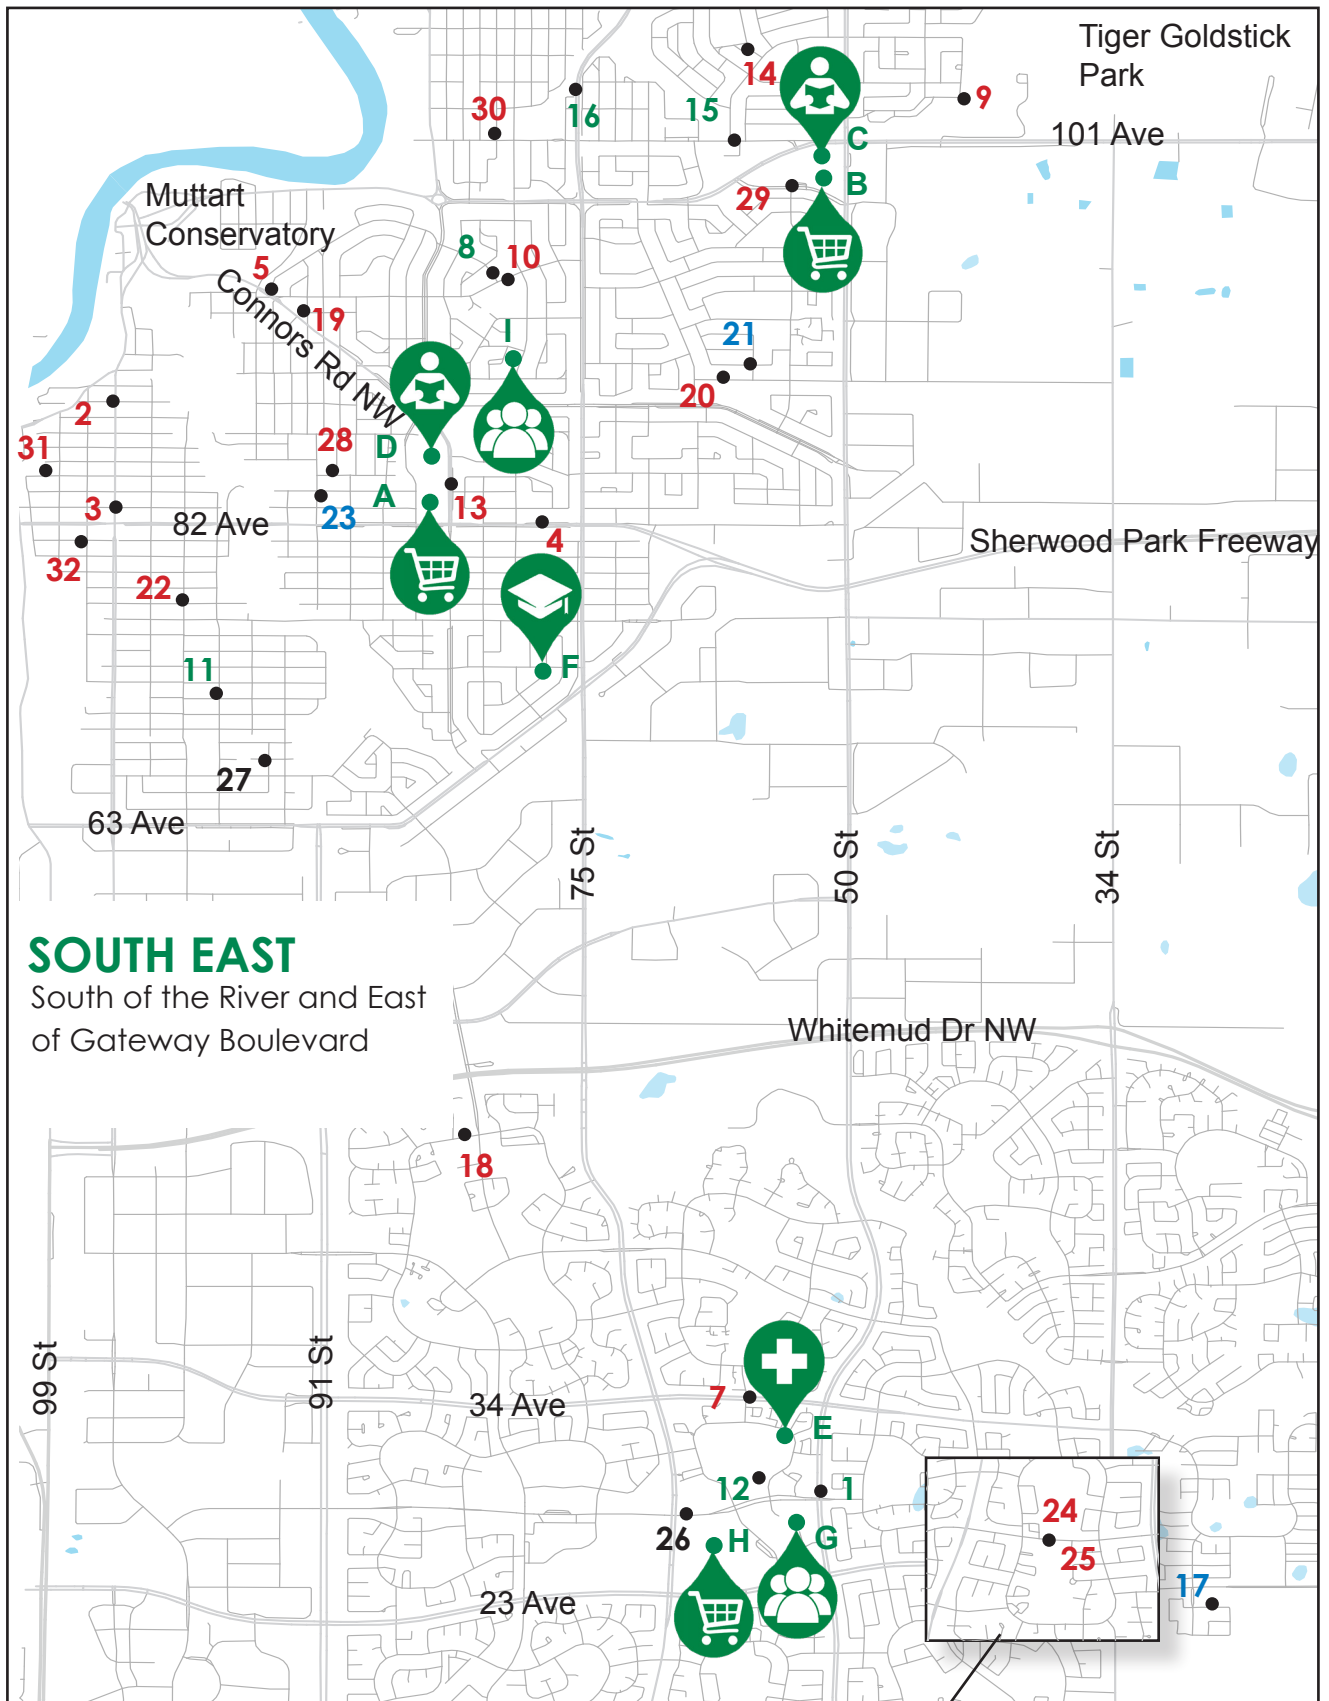 Tiger Goldstick
Park
14
9
30
16
15
C
101 Ave
B
29
Muttart
Conservatory
8
10
5
19
Connors Rd NW
I
21
20
2
31
28
D
A
13
3
23
82 Ave
4
Sherwood Park Freeway
32
22
F
11
27
63 Ave
75 St
50 St
34 St
SOUTH EAST
South of the River and East
of Gateway Boulevard
Whitemud Dr NW
18
99 St
91 St
34 Ave
7
E
12
1
26
H
G
24
25
17
23 Ave